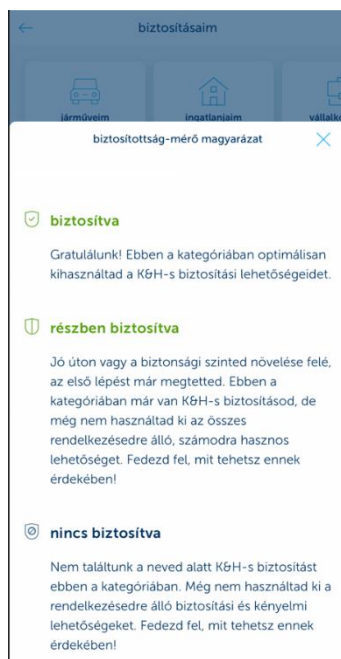 biztosításaim
járműveim
ingatlanjaim
biztosítottság-mérő magyarázat
biztosítva
Gratulálunk! Ebben a kategóriában optimálisan
kihasználtad a K&H-s biztosítási lehetőségeidet.
részben biztosítva
Jó úton vagy a biztonsági szinted növelése felé,
az első lépést már megtetted. Ebben a
kategóriában már van K&H-s biztosításod, de
még nem használtad ki az összes
rendelkezésedre álló, számodra hasznos
lehetőséget. Fedezd fel, mit tehetsz ennek
érdekében!
nincs biztosítva
Nem találtunk a neved alatt K&H-s biztosítást
ebben a kategóriában. Még nem használtad ki a
rendelkezésedre álló biztosítási és kényelmi
lehetőségeket. Fedezd fel, mit tehetsz ennek
érdekében!